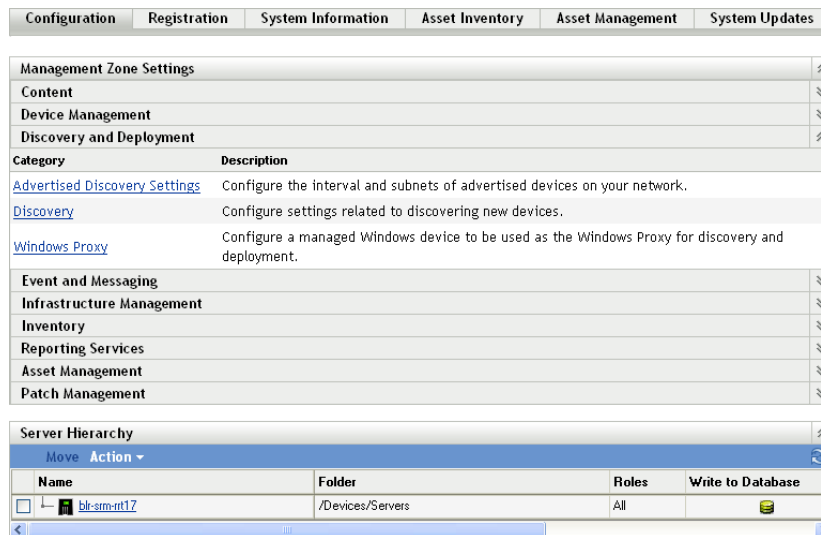 Configuration Registration System Information Asset Inventory Asset Management System Updates
Management Zone Settings
Content
Device Management
Discovery and Deployment
Category Description
Advertised Discovery Settings Configure the interval and subnets of advertised devices on your network.
Discovery Configure settings related to discovering new devices.
Windows Proxy Configure a managed Windows device to be used as the Windows Proxy for discovery and
deployment.
Event and Messaging
Infrastructure Management
Inventory
Reporting Services
Asset Management
Patch Management
Server Hierarchy
Move Action
Name Folder Roles Write to Database
blr-srm-rrt17 /Devices/Servers All